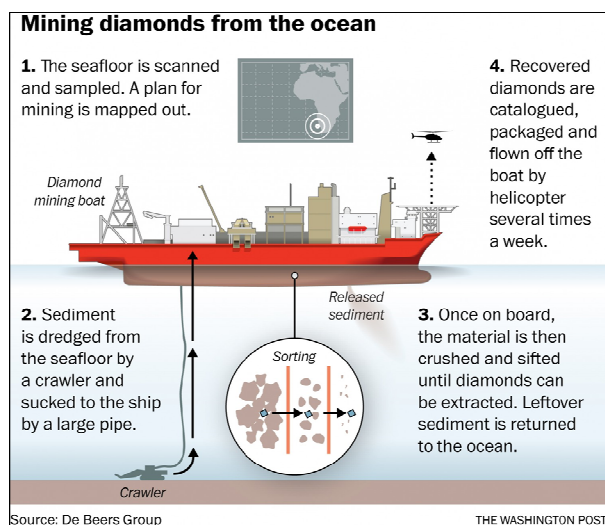 Mining diamonds from the ocean
1. The seafloor is scanned
and sampled. A plan for
mining is mapped out.
4. Recovered
diamonds are
catalogued,
packaged and
flown off the
boat by
helicopter
several times
a week.
Diamond
mining boat
Released
sediment
2. Sediment
is dredged from
the seafloor by
a crawler and
sucked to the ship
by a large pipe.
Sorting
3. Once on board,
the material is then
crushed and sifted
until diamonds can
be extracted. Leftover
sediment is returned
to the ocean.
Crawler
Source: De Beers Group
THE WASHINGTON POST